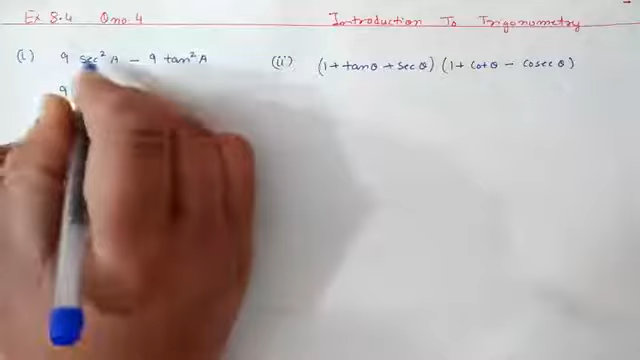 Ex 8.4 Qno.4 Introduction To Trigonometry
(i) 9 sec² A - 9 tan² A (ii) (1 + tanθ + secθ) (1 + cotθ - cosecθ)
9